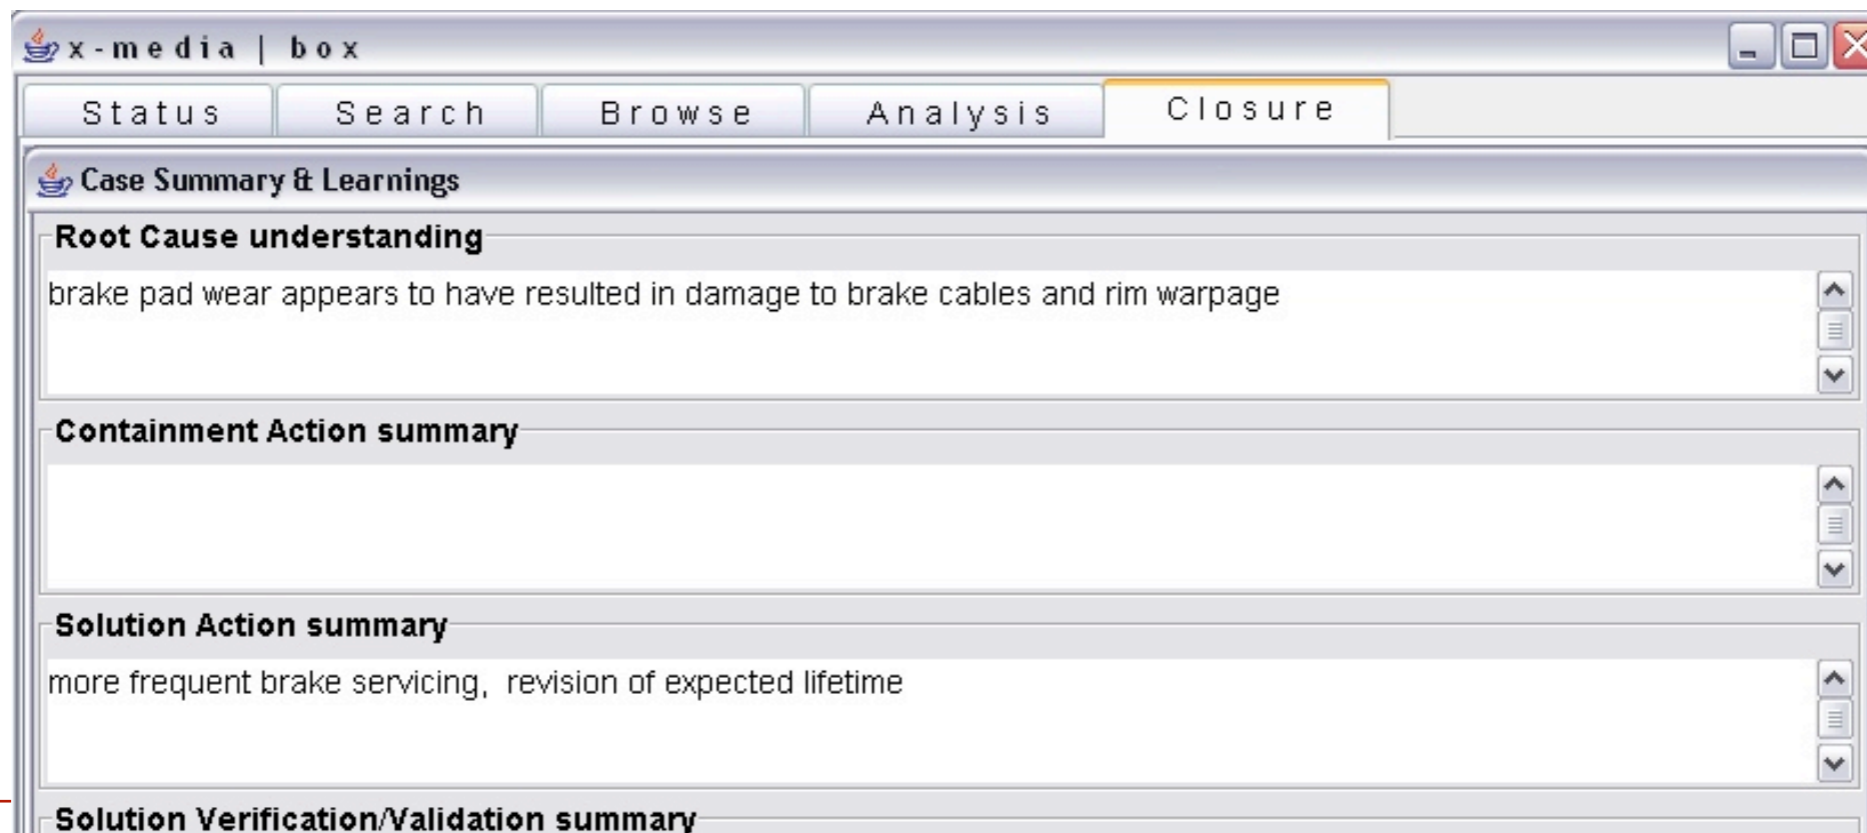 x-media | box
Status Search Browse Analysis Closure
Case Summary & Learnings
Root Cause understanding
brake pad wear appears to have resulted in damage to brake cables and rim warpage
Containment Action summary
Solution Action summary
more frequent brake servicing,  revision of expected lifetime
Solution Verification/Validation summary